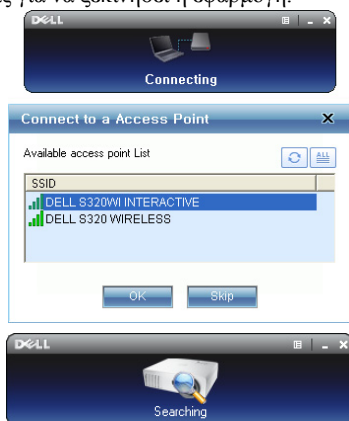 για να ξεκινήσει η εφαρμογή.
DELL
Connecting
Connect to a Access Point
Available access point List
ALL
SSID
DELL S320WI INTERACTIVE
DELL S320 WIRELESS
OK
Skip
DELL
Searching